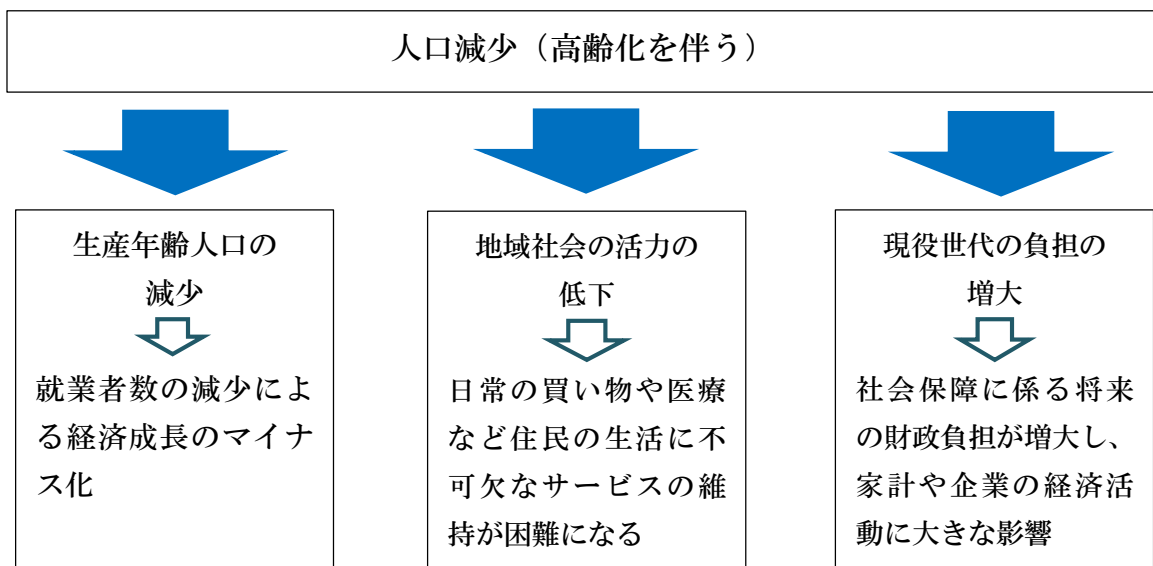 人口減少（高齢化を伴う）
生産年齢人口の
減少
就業者数の減少によ
る経済成長のマイナ
ス化
地域社会の活力の
低下
日常の買い物や医療
など住民の生活に不
可欠なサービスの維
持が困難になる
現役世代の負担の
増大
社会保障に係る将来
の財政負担が増大し、
家計や企業の経済活
動に大きな影響